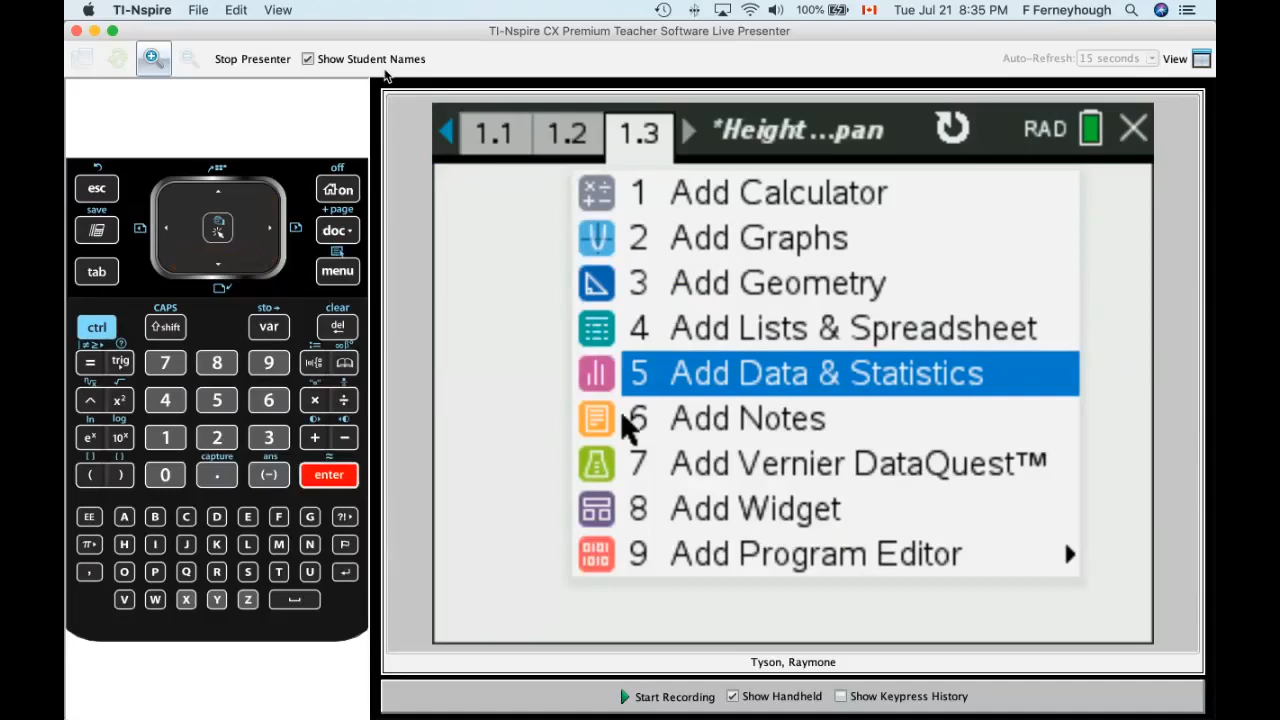 TI-Nspire File Edit View 100% Tue Jul 21 8:35 PM F Ferneyhough
TI-Nspire CX Premium Teacher Software Live Presenter
Stop Presenter Show Student Names Auto-Refresh: 15 seconds View
1.1 1.2 1.3 *Height...pan RAD
1 Add Calculator
2 Add Graphs
3 Add Geometry
4 Add Lists & Spreadsheet
5 Add Data & Statistics
6 Add Notes
7 Add Vernier DataQuest™
8 Add Widget
9 Add Program Editor
off
esc on
save + page
doc
tab menu
CAPS sto→ clear
ctrl shift var del
= trig 7 8 9
^ x² 4 5 6 × ÷
ln log
eˣ 10ˣ 1 2 3 + −
[ ] { } capture ans ≈
( ) 0 . (−) enter
EE A B C D E F G ?!
π H I J K L M N
, O P Q R S T U
V W X Y Z
Tyson, Raymone
Start Recording Show Handheld Show Keypress History